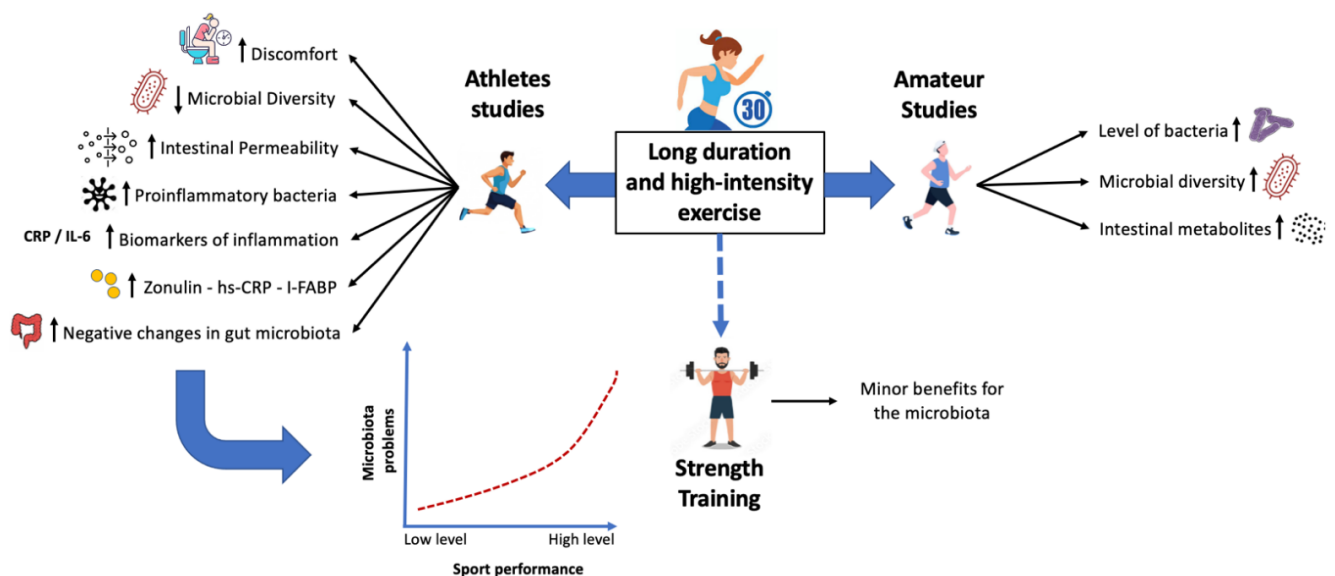 Discomfort
Microbial Diversity
Intestinal Permeability
Proinflammatory bacteria
CRP / IL-6
Biomarkers of inflammation
Zonulin - hs-CRP - I-FABP
Negative changes in gut microbiota
Athletes
studies
30
Long duration
and high-intensity
exercise
Amateur
Studies
Level of bacteria
Microbial diversity
Intestinal metabolites
Microbiota
problems
Low level
High level
Sport performance
Strength
Training
Minor benefits for
the microbiota